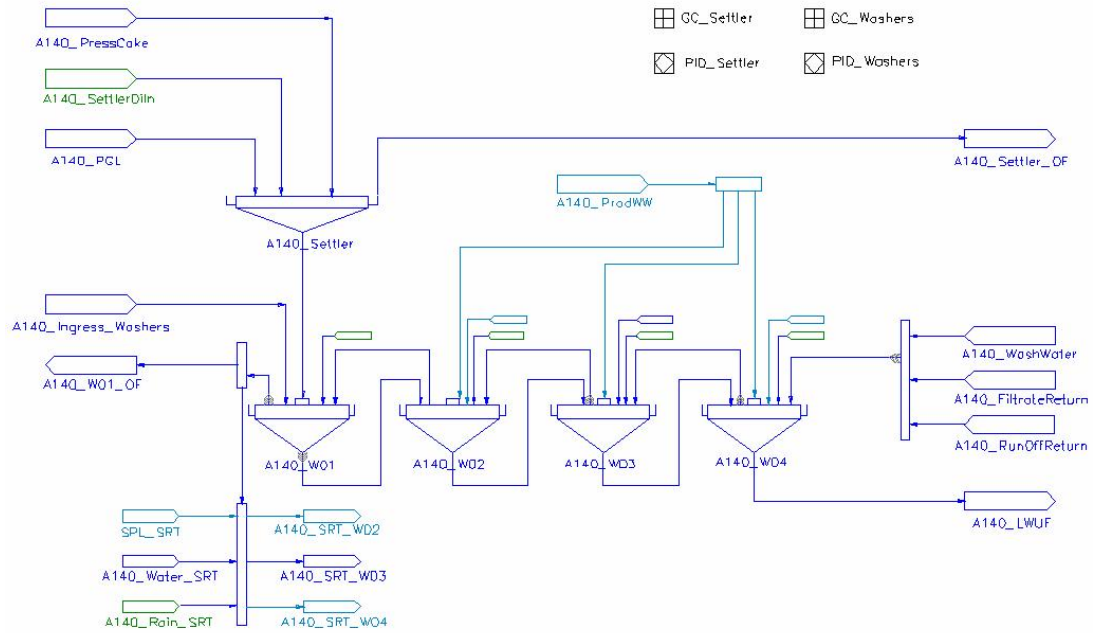 A140_PressCake
GC_Settler
GC_Washers
PID_Settler
PID_Washers
A140_SettlerDiln
A140_PGL
A140_Settler_OF
A140_ProdWW
A140_Settler
A140_Ingress_Washers
A140_WashWater
A140_W01_OF
A140_FiltrateReturn
A140_RunOffReturn
A140_W01
A140_W02
A140_W03
A140_W04
A140_LWUF
SPL_SRT
A140_SRT_W02
A140_Water_SRT
A140_SRT_W03
A140_Rain_SRT
A140_SRT_W04